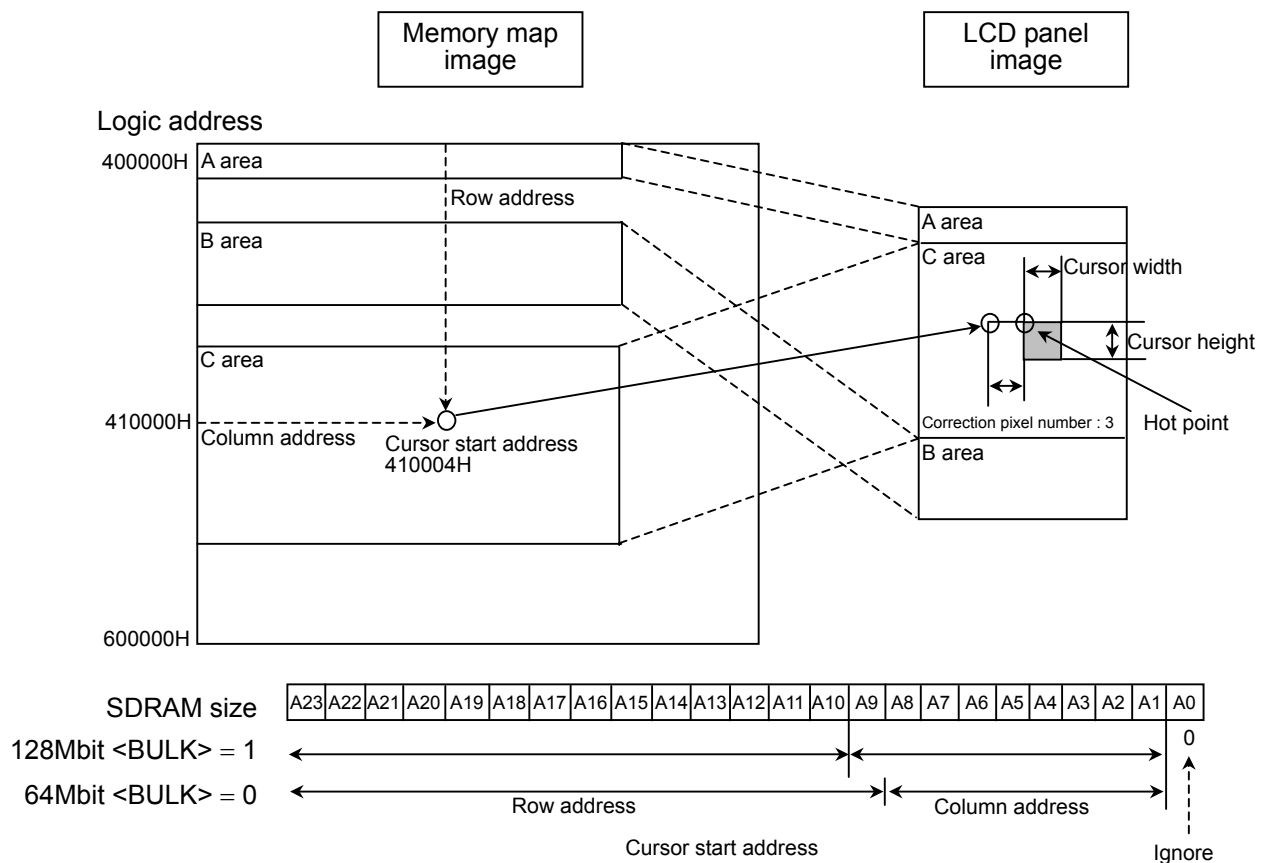 Memory map
image
LCD panel
image
Logic address
400000H
A area
Row address
B area
C area
410000H
Column address
Cursor start address
410004H
600000H
A area
C area
Cursor width
Cursor height
Correction pixel number : 3
Hot point
B area
SDRAM size
A23 A22 A21 A20 A19 A18 A17 A16 A15 A14 A13 A12 A11 A10 A9 A8 A7 A6 A5 A4 A3 A2 A1 A0
128Mbit <BULK> = 1
0
64Mbit <BULK> = 0
Row address
Column address
Cursor start address
Ignore